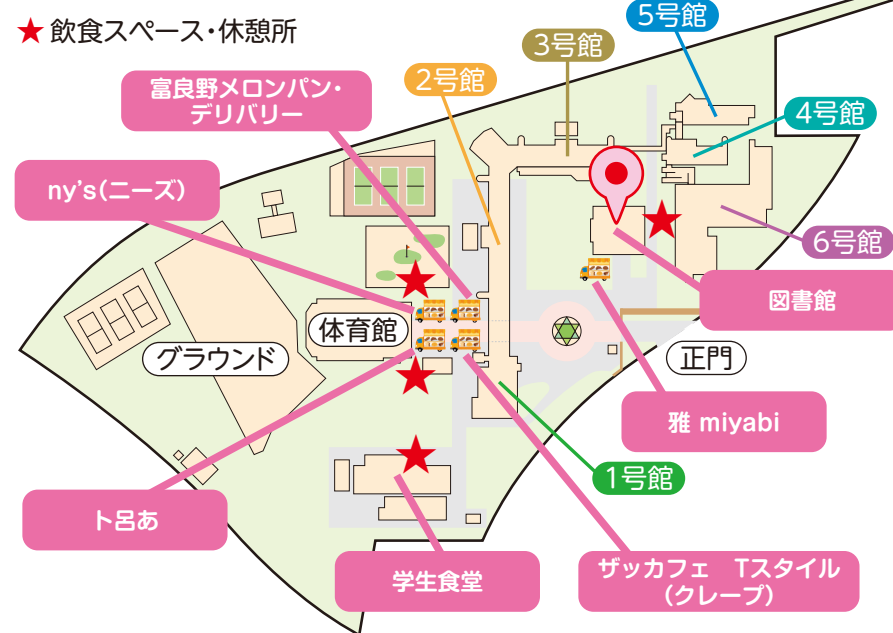 ★ 飲食スペース・休憩所
5号館
3号館
2号館
富良野メロンパン・
デリバリー
4号館
ny's(ニーズ)
6号館
図書館
体育館
グラウンド
正門
雅 miyabi
1号館
ト呂あ
学生食堂
ザッカフェ　Tスタイル
(クレープ)